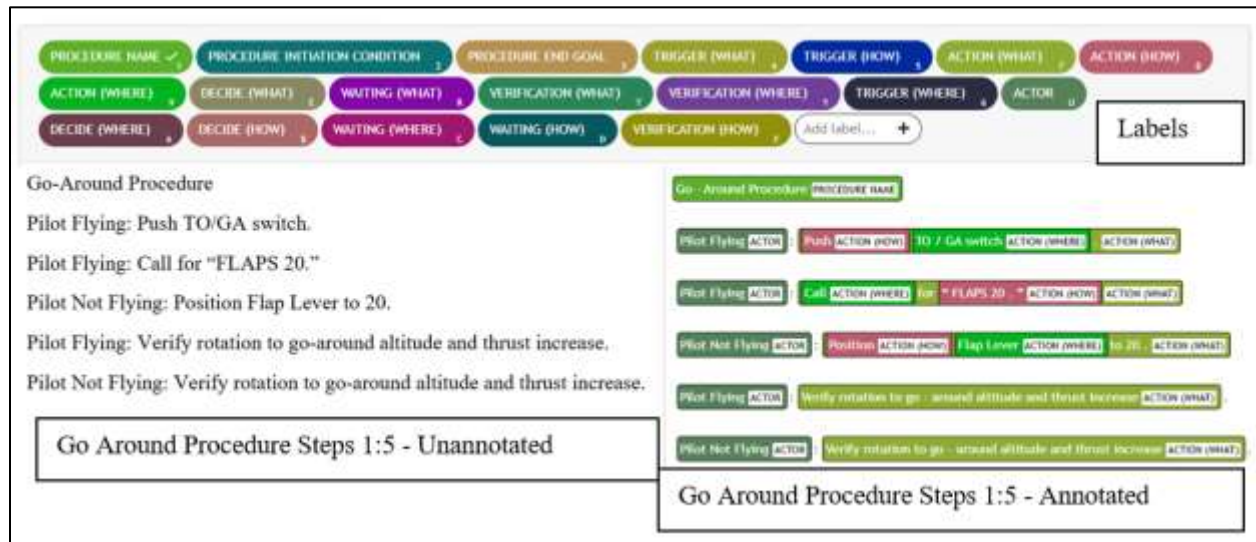 PROCEDURE NAME PROCEDURE INITIATION CONDITION PROCEDURE END GOAL TRIGGER (WHAT) TRIGGER (HOW) ACTION (WHAT) ACTION (HOW)
ACTION (WHERE) DECIDE (WHAT) WAITING (WHAT) VERIFICATION (WHAT) VERIFICATION (WHERE) TRIGGER (WHERE) ACTOR
DECIDE (WHERE) DECIDE (HOW) WAITING (WHERE) WAITING (HOW) VERIFICATION (HOW) Add label... +
Labels
Go-Around Procedure
Pilot Flying: Push TO/GA switch.
Pilot Flying: Call for “FLAPS 20.”
Pilot Not Flying: Position Flap Lever to 20.
Pilot Flying: Verify rotation to go-around altitude and thrust increase.
Pilot Not Flying: Verify rotation to go-around altitude and thrust increase.
Go Around Procedure Steps 1:5 - Unannotated
Go - Around Procedure PROCEDURE NAME
Pilot Flying ACTOR : Push ACTION (HOW) TO / GA switch ACTION (WHERE) . ACTION (WHAT)
Pilot Flying ACTOR : Call ACTION (WHERE) for “ FLAPS 20 . ” ACTION (HOW) ACTION (WHAT)
Pilot Not Flying ACTOR : Position ACTION (HOW) Flap Lever ACTION (WHERE) to 20 . ACTION (WHAT)
Pilot Flying ACTOR : Verify rotation to go - around altitude and thrust increase ACTION (WHAT) .
Pilot Not Flying ACTOR : Verify rotation to go - around altitude and thrust increase ACTION (WHAT) .
Go Around Procedure Steps 1:5 - Annotated